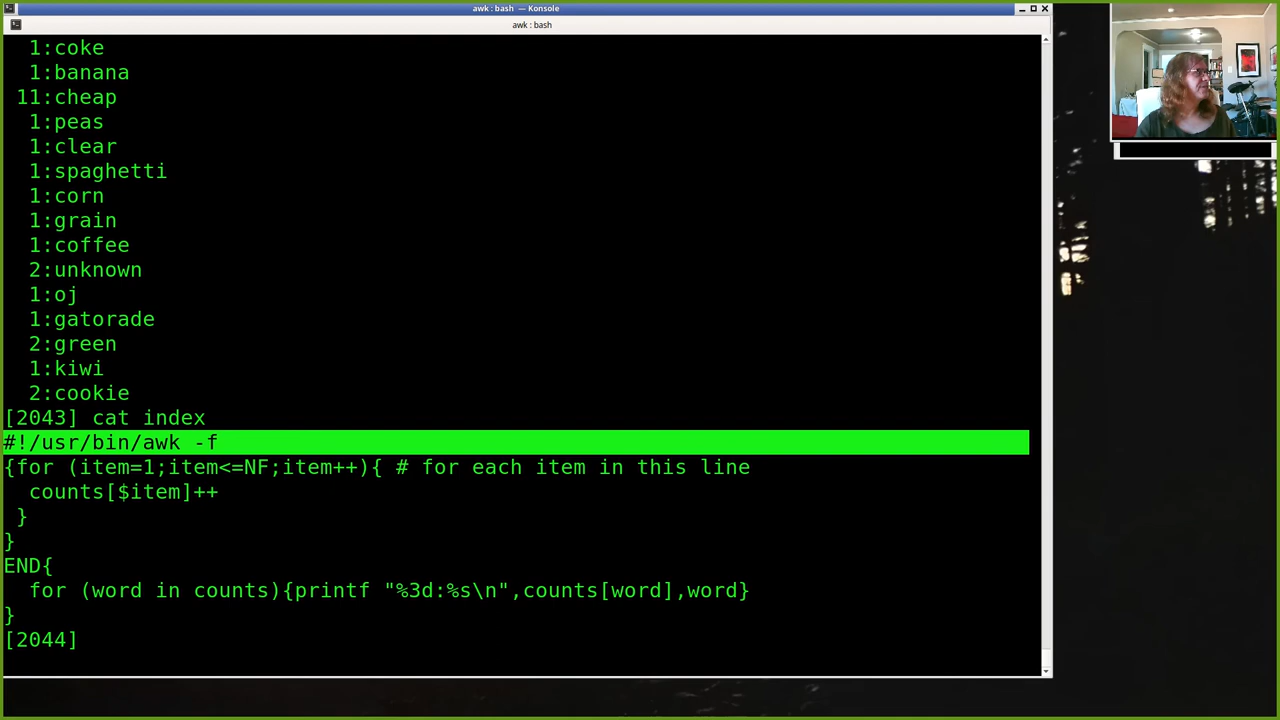 awk : bash — Konsole
awk : bash
1:coke
1:banana
11:cheap
1:peas
1:clear
1:spaghetti
1:corn
1:grain
1:coffee
2:unknown
1:oj
1:gatorade
2:green
1:kiwi
2:cookie
[2043] cat index
#!/usr/bin/awk -f
{for (item=1;item<=NF;item++){ # for each item in this line
  counts[$item]++
 }
}
END{
  for (word in counts){printf "%3d:%s\n",counts[word],word}
}
[2044]